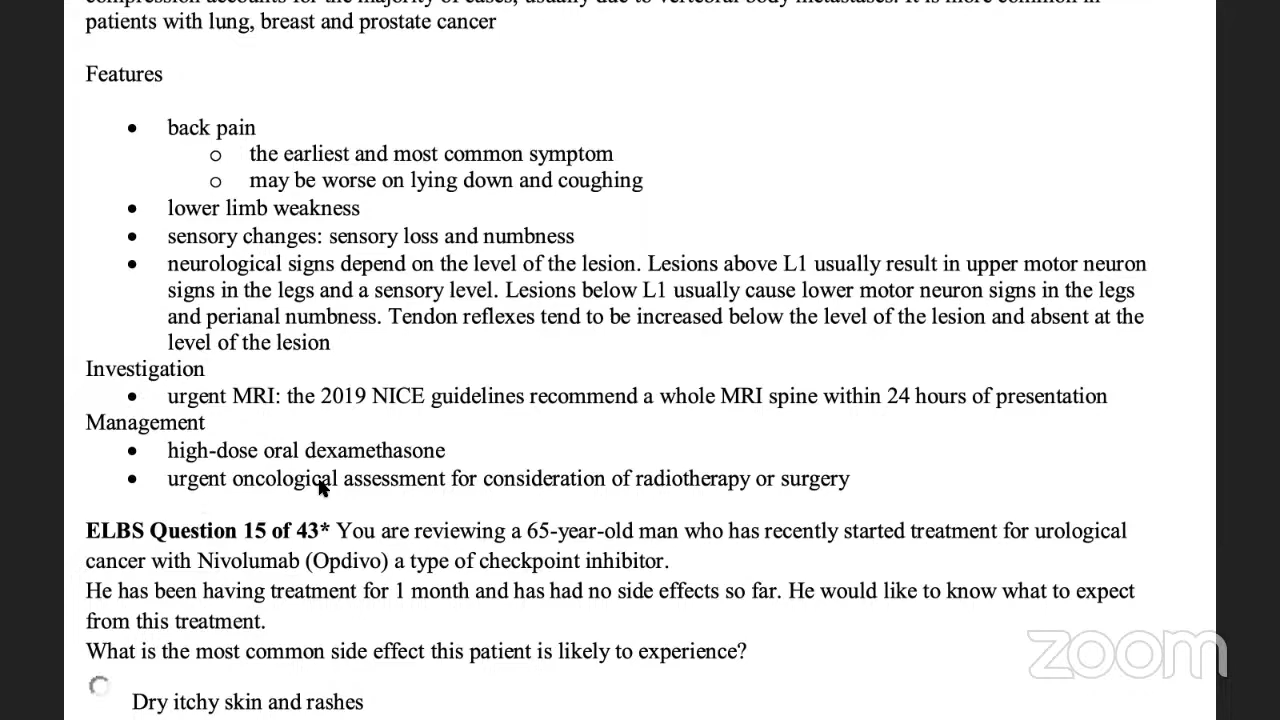 patients with lung, breast and prostate cancer
Features
• back pain
o the earliest and most common symptom
o may be worse on lying down and coughing
• lower limb weakness
• sensory changes: sensory loss and numbness
• neurological signs depend on the level of the lesion. Lesions above L1 usually result in upper motor neuron
signs in the legs and a sensory level. Lesions below L1 usually cause lower motor neuron signs in the legs
and perianal numbness. Tendon reflexes tend to be increased below the level of the lesion and absent at the
level of the lesion
Investigation
• urgent MRI: the 2019 NICE guidelines recommend a whole MRI spine within 24 hours of presentation
Management
• high-dose oral dexamethasone
• urgent oncological assessment for consideration of radiotherapy or surgery
ELBS Question 15 of 43* You are reviewing a 65-year-old man who has recently started treatment for urological
cancer with Nivolumab (Opdivo) a type of checkpoint inhibitor.
He has been having treatment for 1 month and has had no side effects so far. He would like to know what to expect
from this treatment.
What is the most common side effect this patient is likely to experience?
Dry itchy skin and rashes
zoom